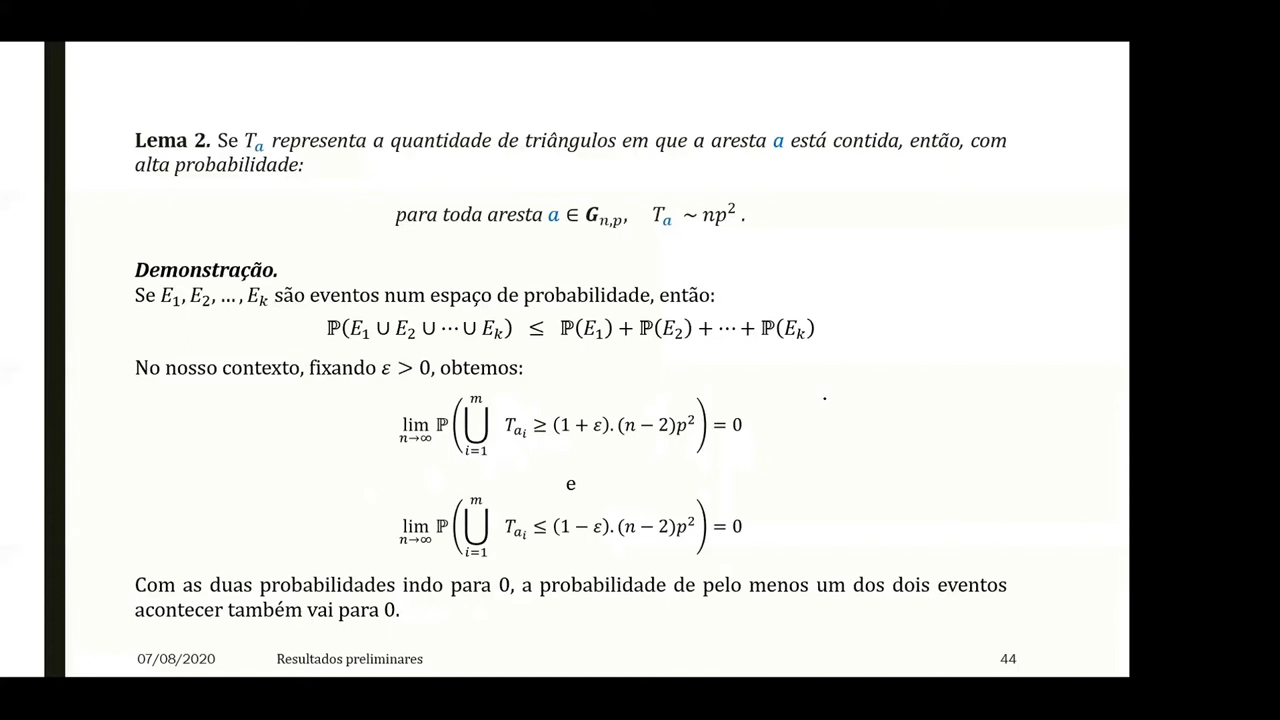 Lema 2. Se Tₐ representa a quantidade de triângulos em que a aresta a está contida, então, com
alta probabilidade:
para toda aresta a ∈ Gₙ,ₚ, Tₐ ~ np² .
Demonstração.
Se E₁, E₂, … , Eₖ são eventos num espaço de probabilidade, então:
ℙ(E₁ ∪ E₂ ∪ ⋯ ∪ Eₖ) ≤ ℙ(E₁) + ℙ(E₂) + ⋯ + ℙ(Eₖ)
No nosso contexto, fixando ε > 0, obtemos:
lim_{n→∞} ℙ(⋃_{i=1}^{m} T_{a_i} ≥ (1 + ε). (n − 2)p²) = 0
e
lim_{n→∞} ℙ(⋃_{i=1}^{m} T_{a_i} ≤ (1 − ε). (n − 2)p²) = 0
Com as duas probabilidades indo para 0, a probabilidade de pelo menos um dos dois eventos
acontecer também vai para 0.
07/08/2020 Resultados preliminares 44